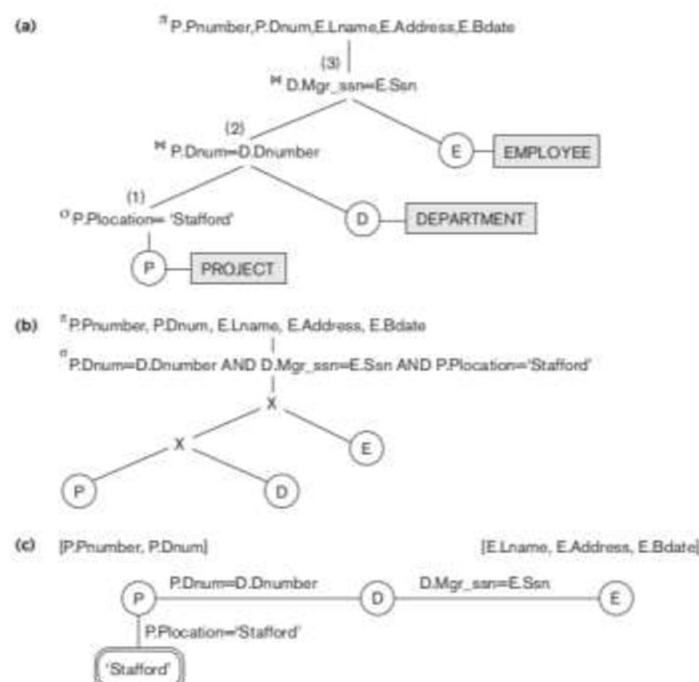 (a) π P.Pnumber,P.Dnum,E.Lname,E.Address,E.Bdate
(3)
⋈ D.Mgr_ssn=E.Ssn
(2)
⋈ P.Dnum=D.Dnumber
E EMPLOYEE
(1)
σ P.Plocation= 'Stafford'
D DEPARTMENT
P PROJECT
(b) π P.Pnumber, P.Dnum, E.Lname, E.Address, E.Bdate
σ P.Dnum=D.Dnumber AND D.Mgr_ssn=E.Ssn AND P.Plocation='Stafford'
X
X E
P D
(c) [P.Pnumber, P.Dnum] [E.Lname, E.Address, E.Bdate]
P.Dnum=D.Dnumber D.Mgr_ssn=E.Ssn
P D E
P.Plocation='Stafford'
'Stafford'